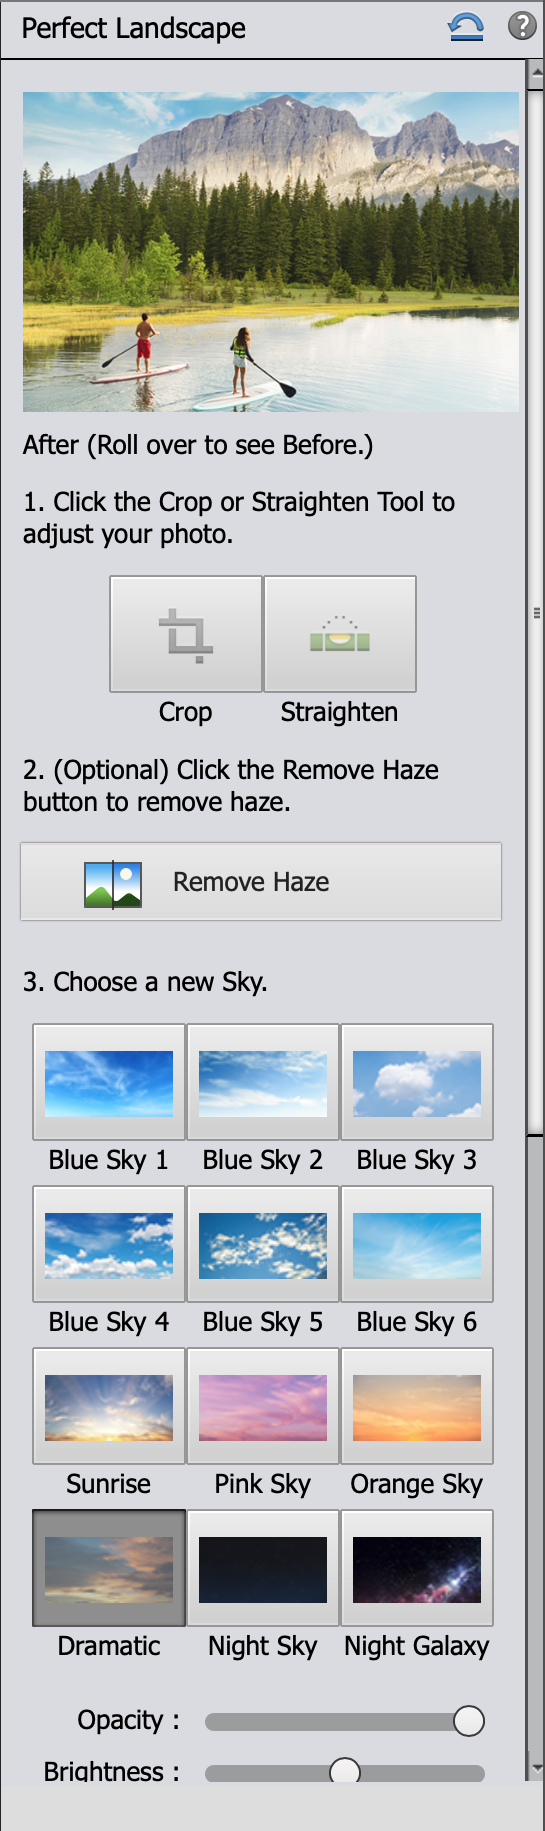 Perfect Landscape
?
After (Roll over to see Before.)
1. Click the Crop or Straighten Tool to
adjust your photo.
Crop Straighten
2. (Optional) Click the Remove Haze
button to remove haze.
Remove Haze
3. Choose a new Sky.
Blue Sky 1 Blue Sky 2 Blue Sky 3
Blue Sky 4 Blue Sky 5 Blue Sky 6
Sunrise Pink Sky Orange Sky
Dramatic Night Sky Night Galaxy
Opacity :
Brightness :